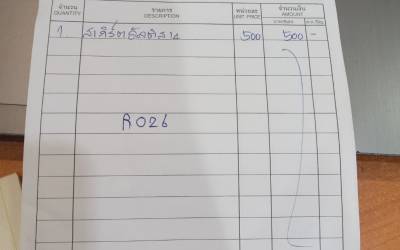 จำนวน รายการ หน่วยละ จำนวนเงิน
QUANTITY DESCRIPTION UNIT PRICE AMOUNT
1 500 500 -
R026